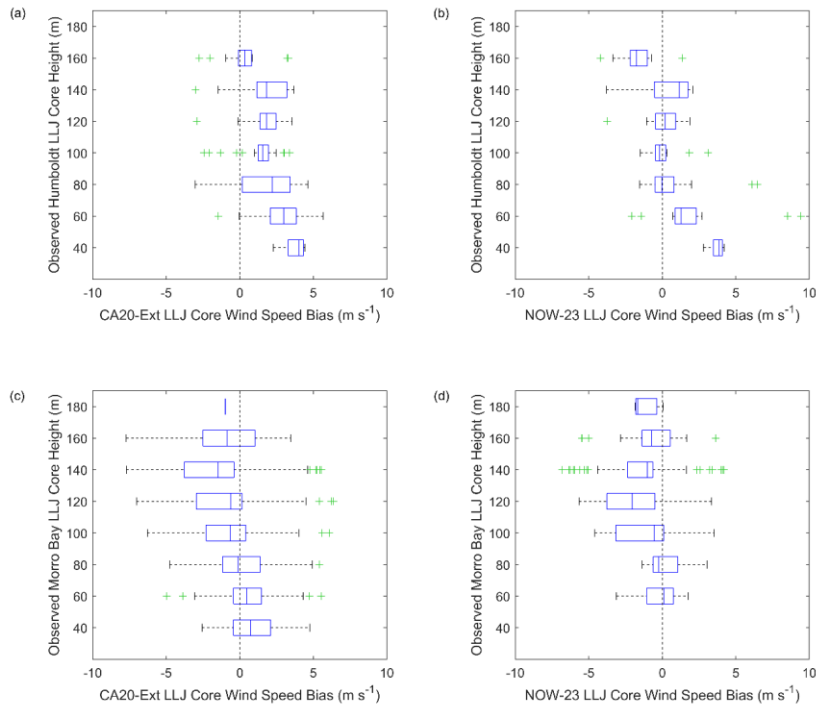 (a)
Observed Humboldt LLJ Core Height (m)
180
160
140
120
100
80
60
40
-10 -5 0 5 10
CA20-Ext LLJ Core Wind Speed Bias (m s⁻¹)
(b)
Observed Humboldt LLJ Core Height (m)
180
160
140
120
100
80
60
40
-10 -5 0 5 10
NOW-23 LLJ Core Wind Speed Bias (m s⁻¹)
(c)
Observed Morro Bay LLJ Core Height (m)
180
160
140
120
100
80
60
40
-10 -5 0 5 10
CA20-Ext LLJ Core Wind Speed Bias (m s⁻¹)
(d)
Observed Morro Bay LLJ Core Height (m)
180
160
140
120
100
80
60
40
-10 -5 0 5 10
NOW-23 LLJ Core Wind Speed Bias (m s⁻¹)